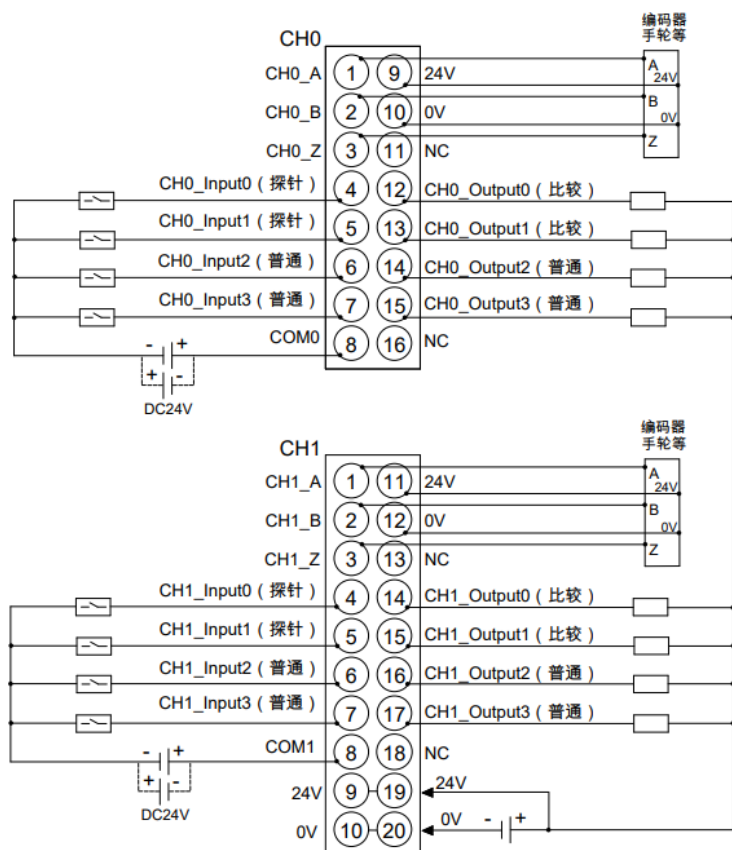 编码器
手轮等
CH0
CH0_A 1 9 24V A 24V
CH0_B 2 10 0V B 0V
CH0_Z 3 11 NC Z
CH0_Input0（探针） 4 12 CH0_Output0（比较）
CH0_Input1（探针） 5 13 CH0_Output1（比较）
CH0_Input2（普通） 6 14 CH0_Output2（普通）
CH0_Input3（普通） 7 15 CH0_Output3（普通）
COM0 8 16 NC
- +
+ -
DC24V
编码器
手轮等
CH1
CH1_A 1 11 24V A 24V
CH1_B 2 12 0V B 0V
CH1_Z 3 13 NC Z
CH1_Input0（探针） 4 14 CH1_Output0（比较）
CH1_Input1（探针） 5 15 CH1_Output1（比较）
CH1_Input2（普通） 6 16 CH1_Output2（普通）
CH1_Input3（普通） 7 17 CH1_Output3（普通）
COM1 8 18 NC
- +
+ -
DC24V
24V 9 19 24V
0V 10 20 0V - +